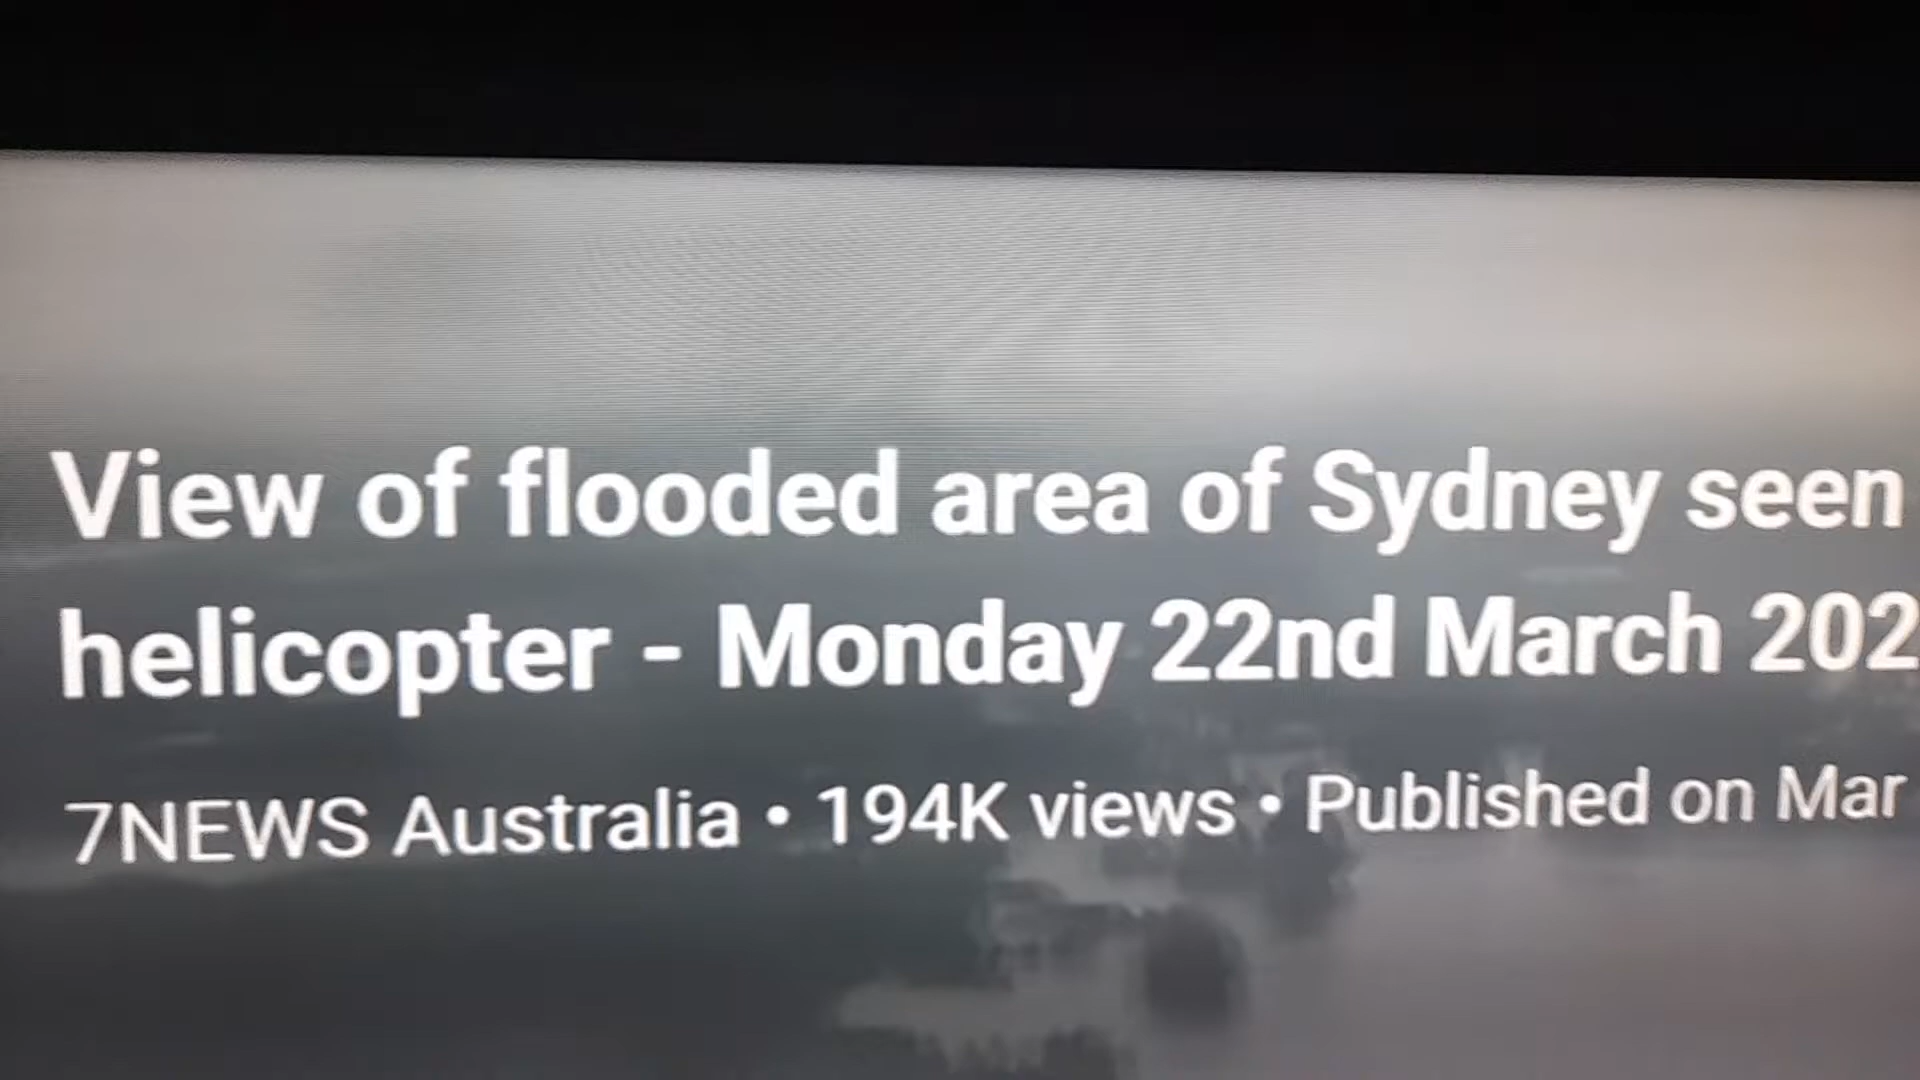 View of flooded area of Sydney seen
helicopter - Monday 22nd March 202
7NEWS Australia • 194K views • Published on Mar